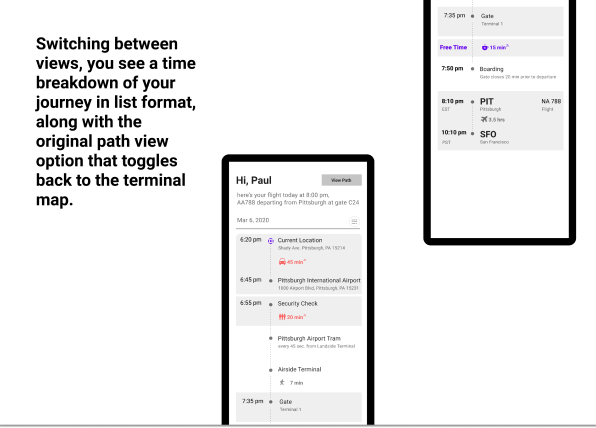 Switching between
views, you see a time
breakdown of your
journey in list format,
along with the
original path view
option that toggles
back to the terminal
map.
Hi, Paul
View Path
here's your flight today at 8:00 pm,
AA788 departing from Pittsburgh at gate C24
Mar 6, 2020
6:20 pm Current Location
Shady Ave, Pittsburgh, PA 15214
45 min^
6:45 pm Pittsburgh International Airport
1000 Airport Blvd, Pittsburgh, PA 15231
6:55 pm Security Check
20 min^
Pittsburgh Airport Tram
every 45 sec. from Landside Terminal
Airside Terminal
7 min
7:35 pm Gate
Terminal 1
7:35 pm Gate
Terminal 1
Free Time 15 min^
7:50 pm Boarding
Gate closes 20 min prior to departure
8:10 pm PIT NA 788
EST Pittsburgh Flight
3.5 hrs
10:10 pm SFO
San Francisco